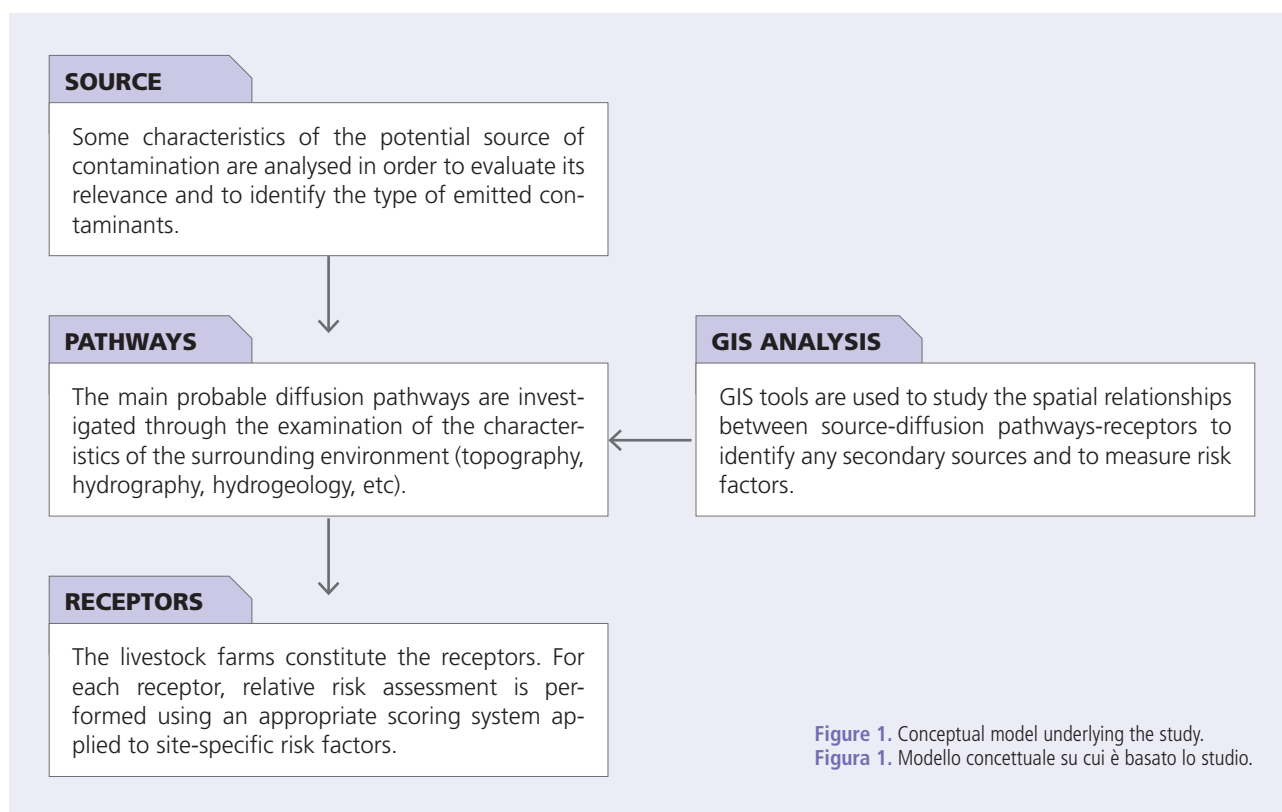 SOURCE
Some characteristics of the potential source of
contamination are analysed in order to evaluate its
relevance and to identify the type of emitted con-
taminants.
PATHWAYS
The main probable diffusion pathways are invest-
igated through the examination of the character-
istics of the surrounding environment (topography,
hydrography, hydrogeology, etc).
GIS ANALYSIS
GIS tools are used to study the spatial relationships
between source-diffusion pathways-receptors to
identify any secondary sources and to measure risk
factors.
RECEPTORS
The livestock farms constitute the receptors. For
each receptor, relative risk assessment is per-
formed using an appropriate scoring system ap-
plied to site-specific risk factors.
Figure 1. Conceptual model underlying the study.
Figura 1. Modello concettuale su cui è basato lo studio.